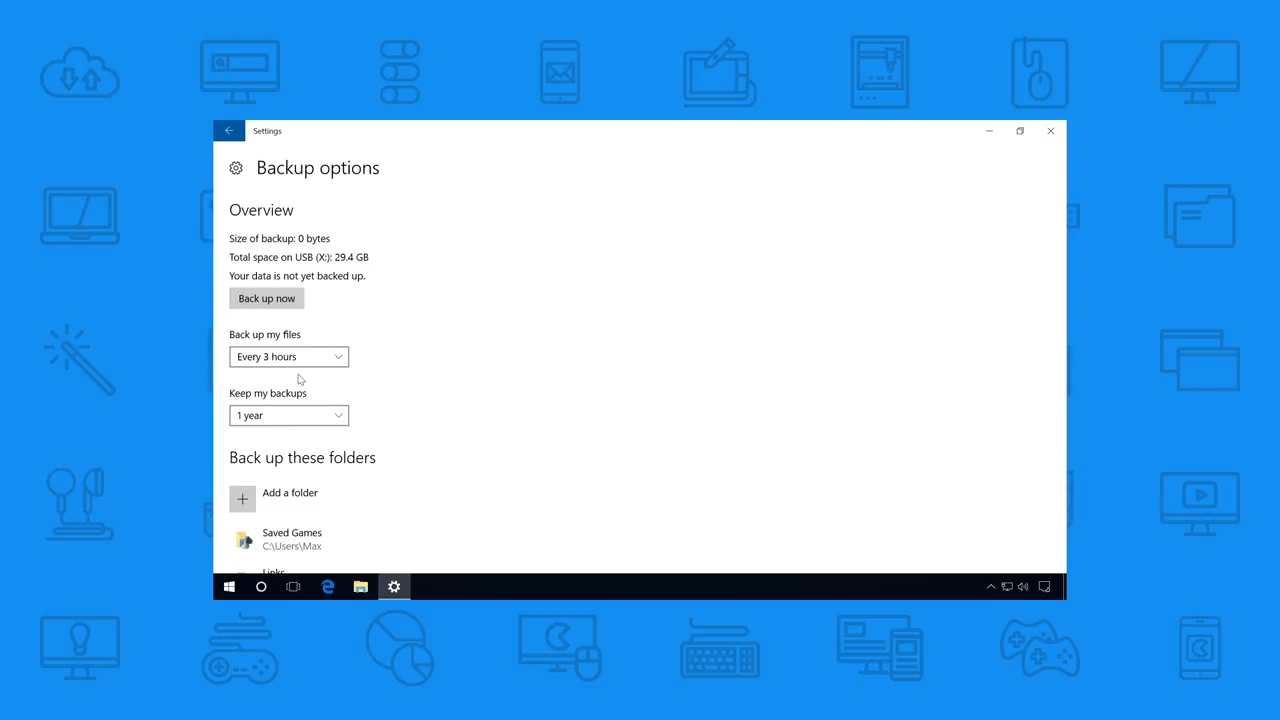 Settings
Backup options
Overview
Size of backup: 0 bytes
Total space on USB (X:): 29.4 GB
Your data is not yet backed up.
Back up now
Back up my files
Every 3 hours
Keep my backups
1 year
Back up these folders
Add a folder
Saved Games
C:\Users\Max
Links